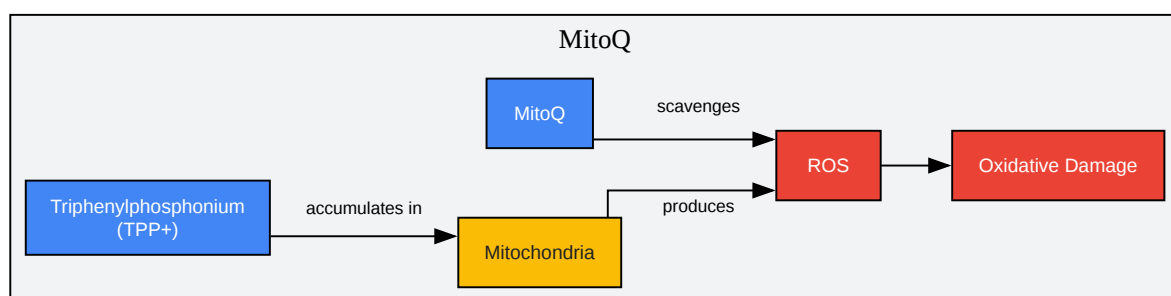 MitoQ
MitoQ
scavenges
ROS
Oxidative Damage
Triphenylphosphonium
(TPP+)
accumulates in
produces
Mitochondria